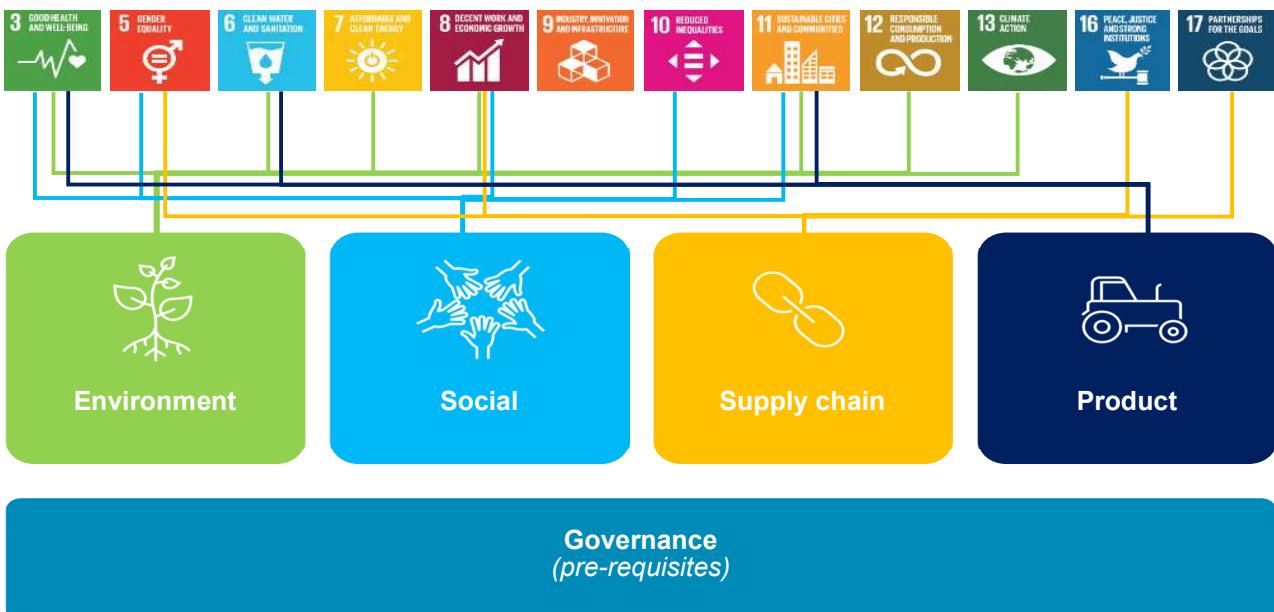 3 GOOD HEALTH AND WELL-BEING
5 GENDER EQUALITY
6 CLEAN WATER AND SANITATION
7 AFFORDABLE AND CLEAN ENERGY
8 DECENT WORK AND ECONOMIC GROWTH
9 INDUSTRY, INNOVATION AND INFRASTRUCTURE
10 REDUCED INEQUALITIES
11 SUSTAINABLE CITIES AND COMMUNITIES
12 RESPONSIBLE CONSUMPTION AND PRODUCTION
13 CLIMATE ACTION
16 PEACE, JUSTICE AND STRONG INSTITUTIONS
17 PARTNERSHIPS FOR THE GOALS
Environment
Social
Supply chain
Product
Governance
(pre-requisites)